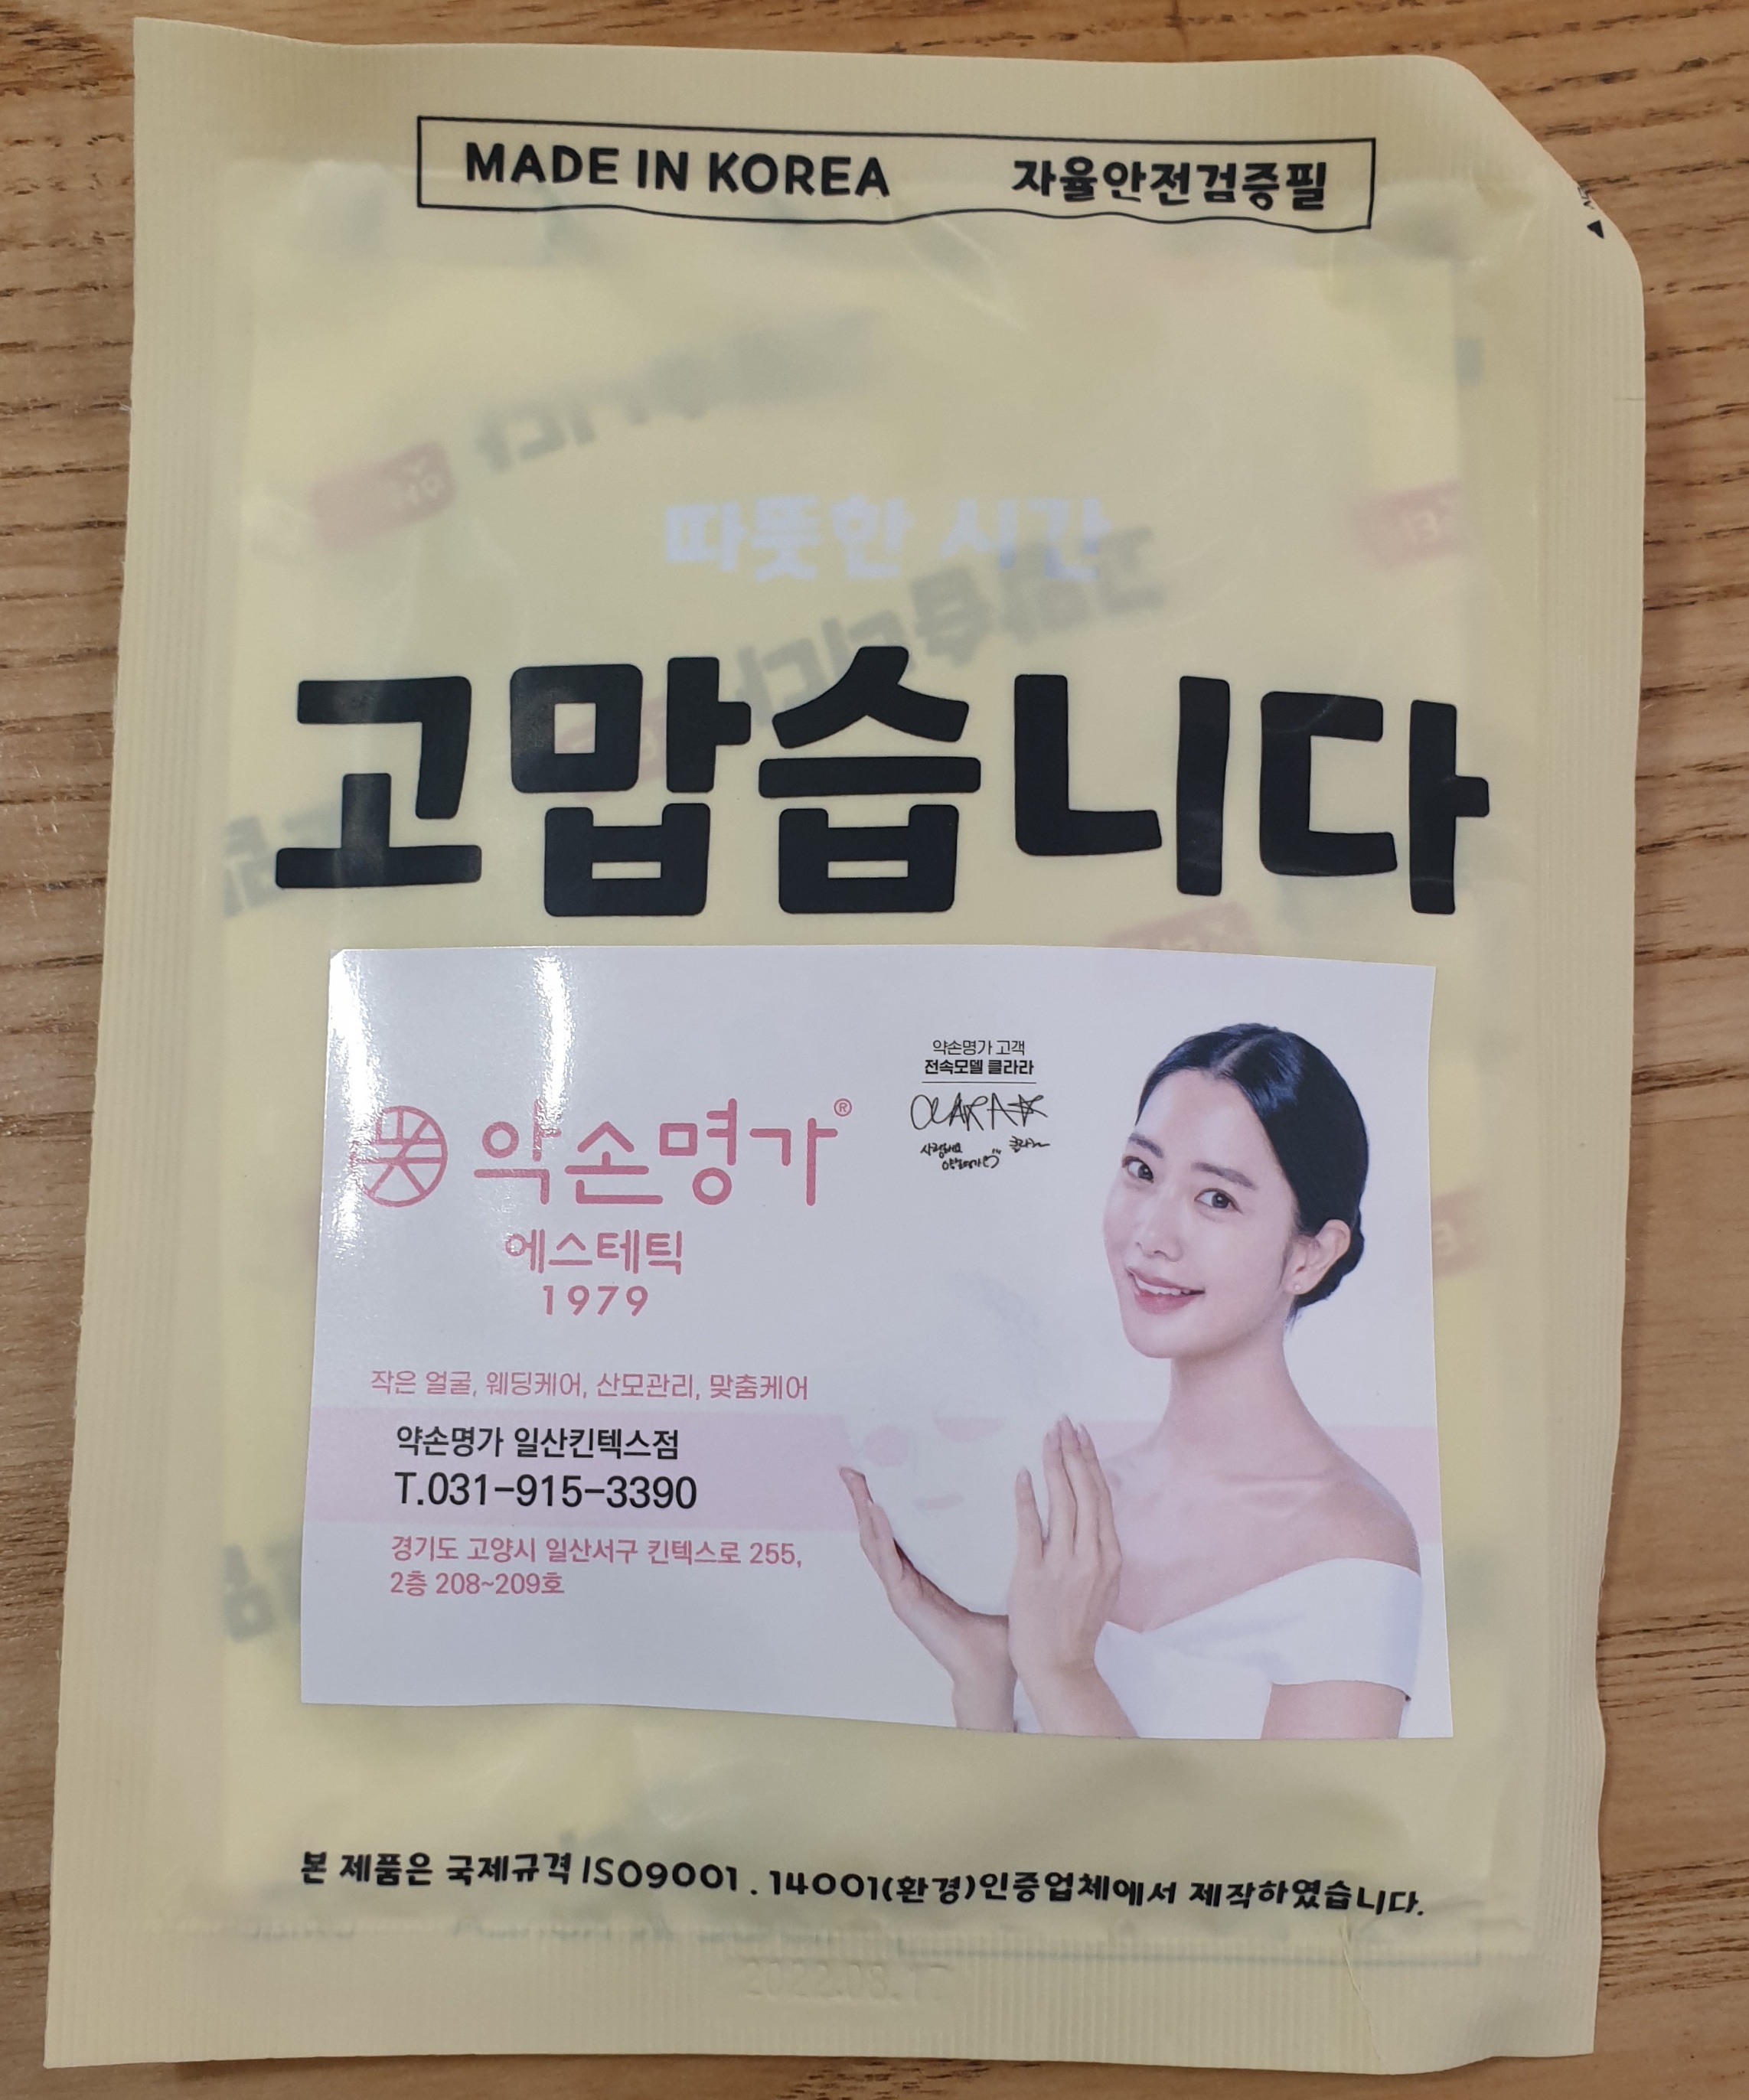 MADE IN KOREA 자율안전검증필
따뜻한 시간
고맙습니다
약손명가®
에스테틱
1979
약손명가 고객
전속모델 클라라
CLARA
작은 얼굴, 웨딩케어, 산모관리, 맞춤케어
약손명가 일산킨텍스점
T.031-915-3390
경기도 고양시 일산서구 킨텍스로 255,
2층 208~209호
본 제품은 국제규격 ISO9001 . 14001(환경)인증업체에서 제작하였습니다.